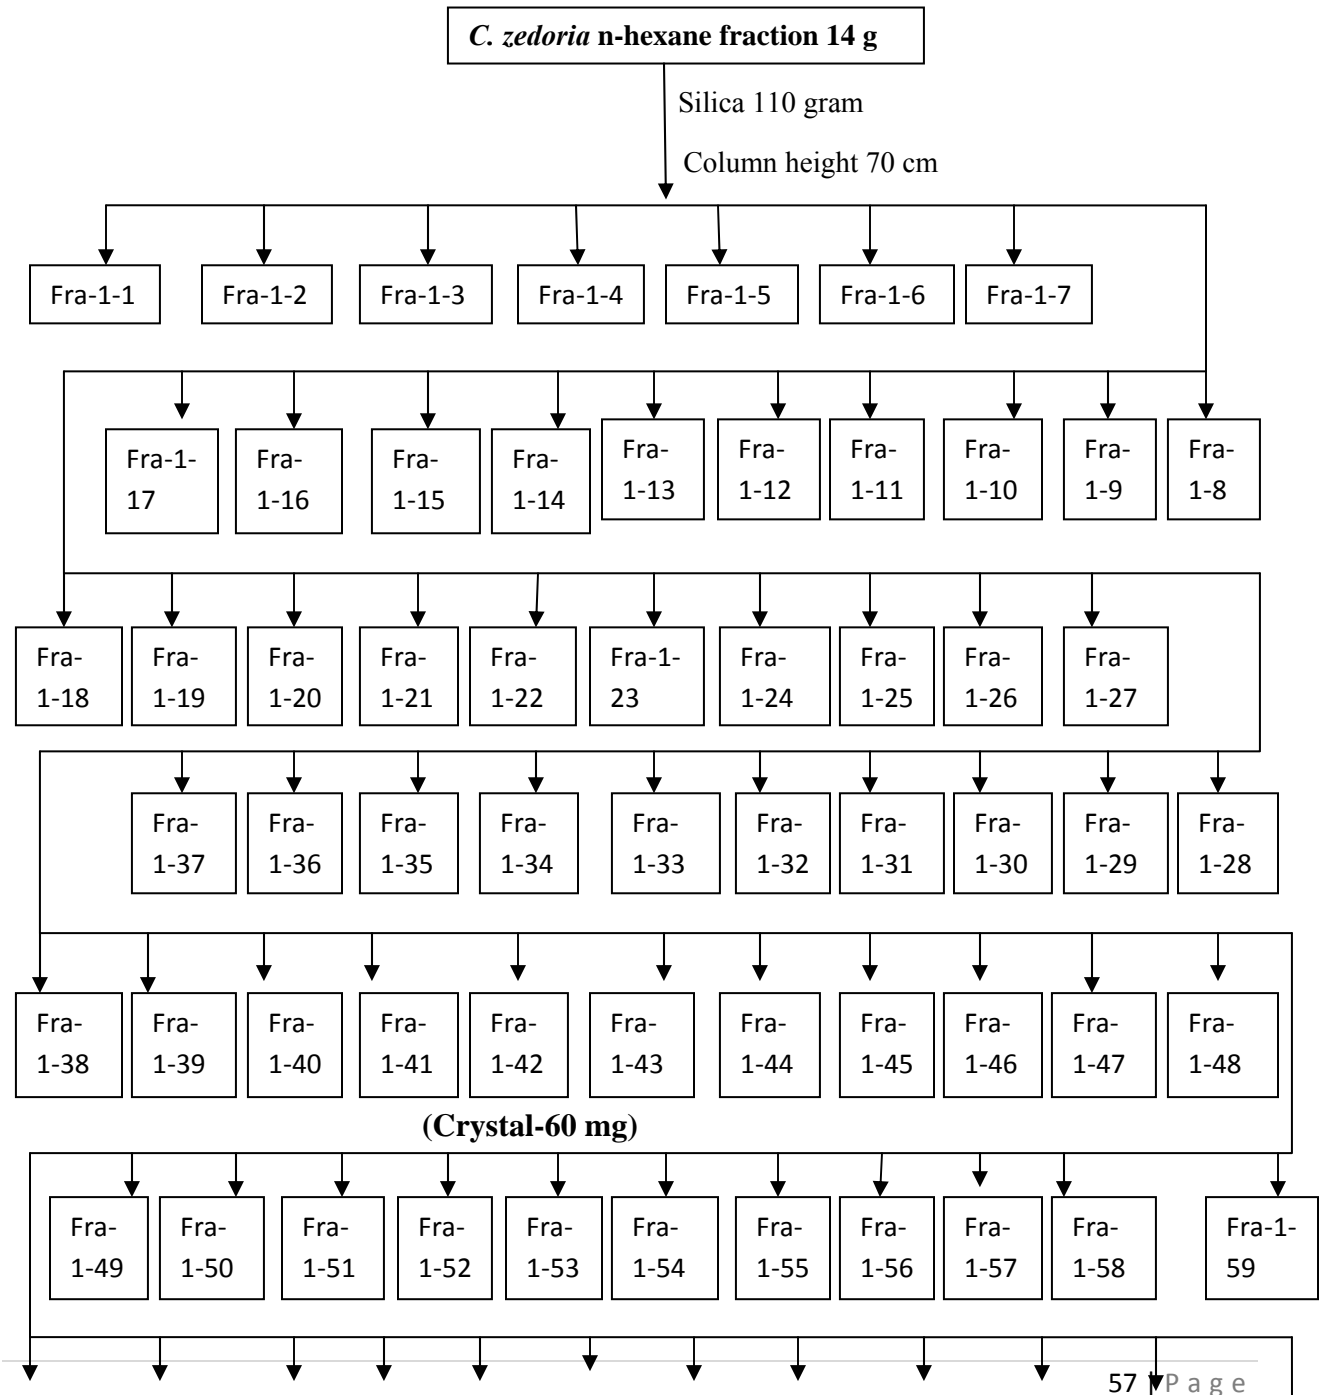 C. zedoria n-hexane fraction 14 g
Silica 110 gram
Column height 70 cm
Fra-1-1
Fra-1-2
Fra-1-3
Fra-1-4
Fra-1-5
Fra-1-6
Fra-1-7
Fra-1-
17
Fra-
1-16
Fra-
1-15
Fra-
1-14
Fra-
1-13
Fra-
1-12
Fra-
1-11
Fra-
1-10
Fra-
1-9
Fra-
1-8
Fra-
1-18
Fra-
1-19
Fra-
1-20
Fra-
1-21
Fra-
1-22
Fra-1-
23
Fra-
1-24
Fra-
1-25
Fra-
1-26
Fra-
1-27
Fra-
1-37
Fra-
1-36
Fra-
1-35
Fra-
1-34
Fra-
1-33
Fra-
1-32
Fra-
1-31
Fra-
1-30
Fra-
1-29
Fra-
1-28
Fra-
1-38
Fra-
1-39
Fra-
1-40
Fra-
1-41
Fra-
1-42
Fra-
1-43
Fra-
1-44
Fra-
1-45
Fra-
1-46
Fra-
1-47
Fra-
1-48
(Crystal-60 mg)
Fra-
1-49
Fra-
1-50
Fra-
1-51
Fra-
1-52
Fra-
1-53
Fra-
1-54
Fra-
1-55
Fra-
1-56
Fra-
1-57
Fra-
1-58
Fra-1-
59
57 | Page